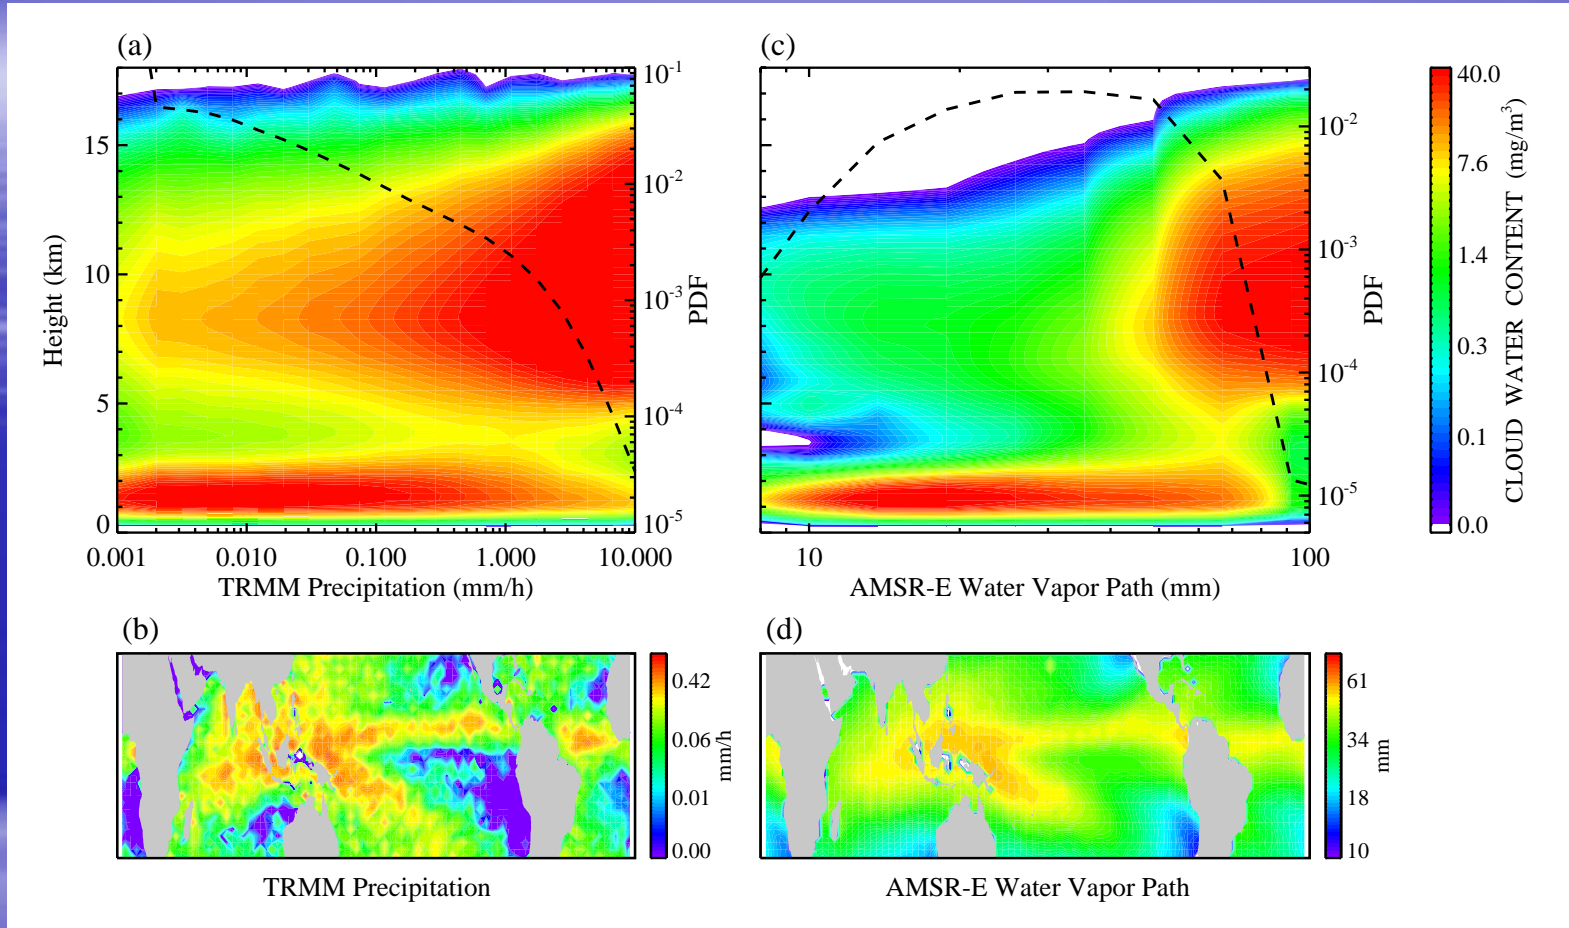 (a)
15
10
5
0
Height (km)
10-1
10-2
10-3
10-4
10-5
PDF
0.001 0.010 0.100 1.000 10.000
TRMM Precipitation (mm/h)
(c)
10-2
10-3
10-4
10-5
PDF
10 100
AMSR-E Water Vapor Path (mm)
40.0
7.6
1.4
0.3
0.1
0.0
CLOUD WATER CONTENT (mg/m3)
(b)
0.42
0.06
0.01
0.00
mm/h
TRMM Precipitation
(d)
61
34
18
10
mm
AMSR-E Water Vapor Path